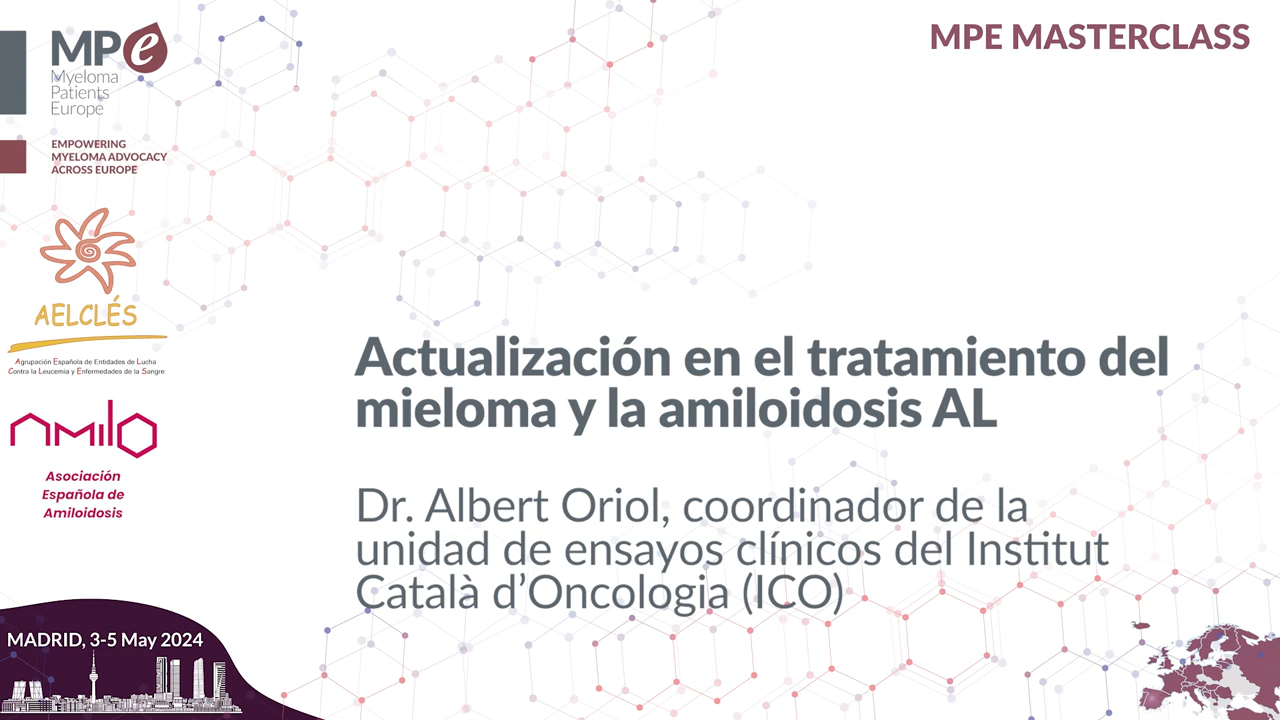 MPE MASTERCLASS
MPe
Myeloma
Patients
Europe
EMPOWERING
MYELOMA ADVOCACY
ACROSS EUROPE
AELCLÉS
Agrupación Española de Entidades de Lucha
Contra la Leucemia y Enfermedades de la Sangre
AMILO
Asociación
Española de
Amiloidosis
Actualización en el tratamiento del
mieloma y la amiloidosis AL
Dr. Albert Oriol, coordinador de la
unidad de ensayos clínicos del Institut
Català d’Oncologia (ICO)
MADRID, 3-5 May 2024